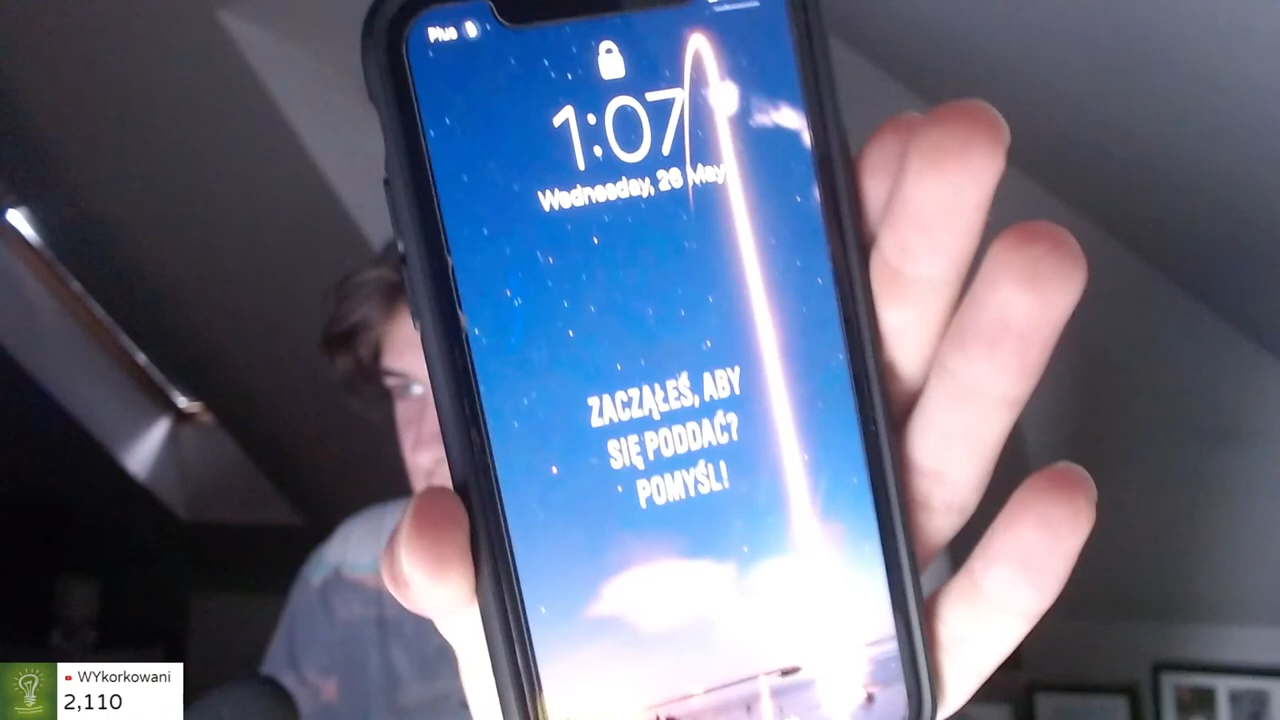 Plus
1:07
Wednesday, 26 May
ZACZĄŁEŚ, ABY
SIĘ PODDAĆ?
POMYŚL!
WYkorkowani
2,110